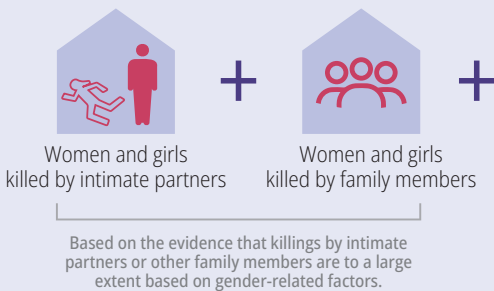 Women and girls
killed by intimate partners
+
Women and girls
killed by family members
+
Based on the evidence that killings by intimate
partners or other family members are to a large
extent based on gender-related factors.